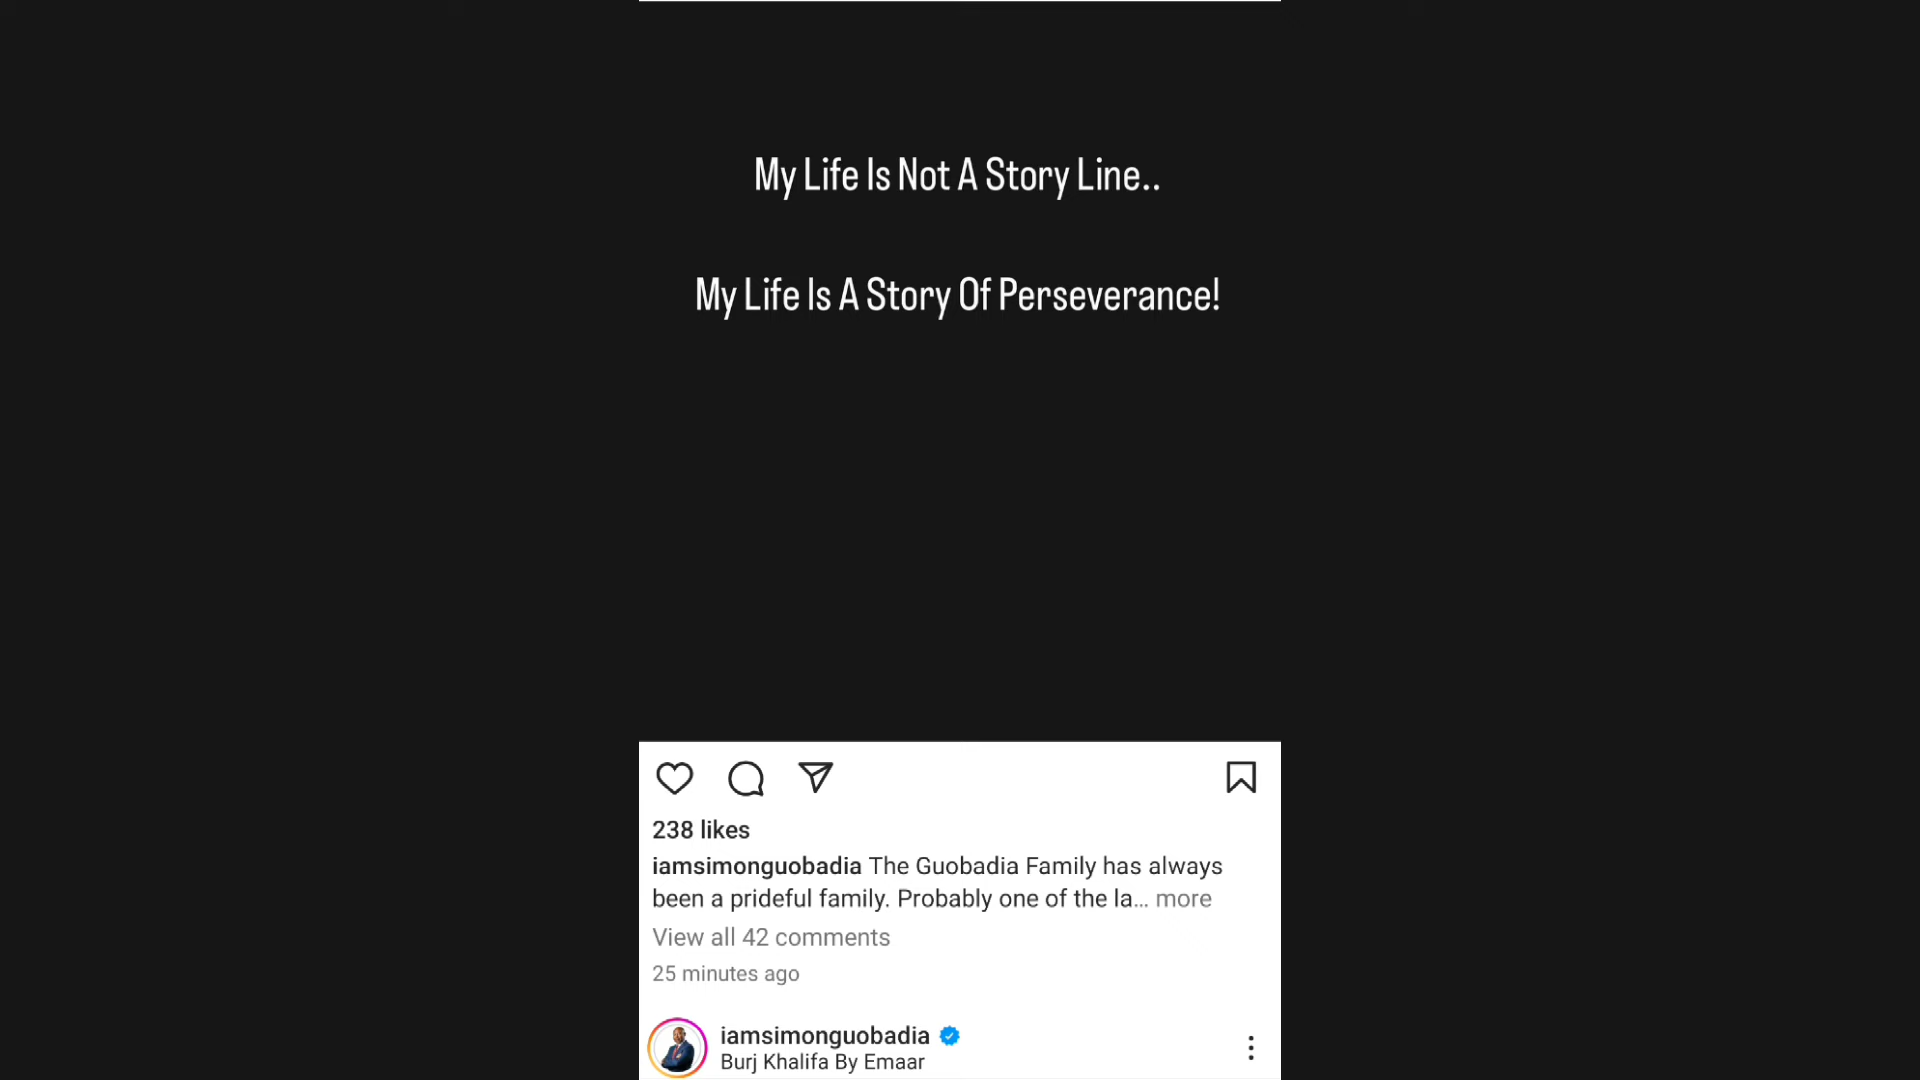 My Life Is Not A Story Line..
My Life Is A Story Of Perseverance!
238 likes
iamsimonguobadia The Guobadia Family has always
been a prideful family. Probably one of the la... more
View all 42 comments
25 minutes ago
iamsimonguobadia
Burj Khalifa By Emaar